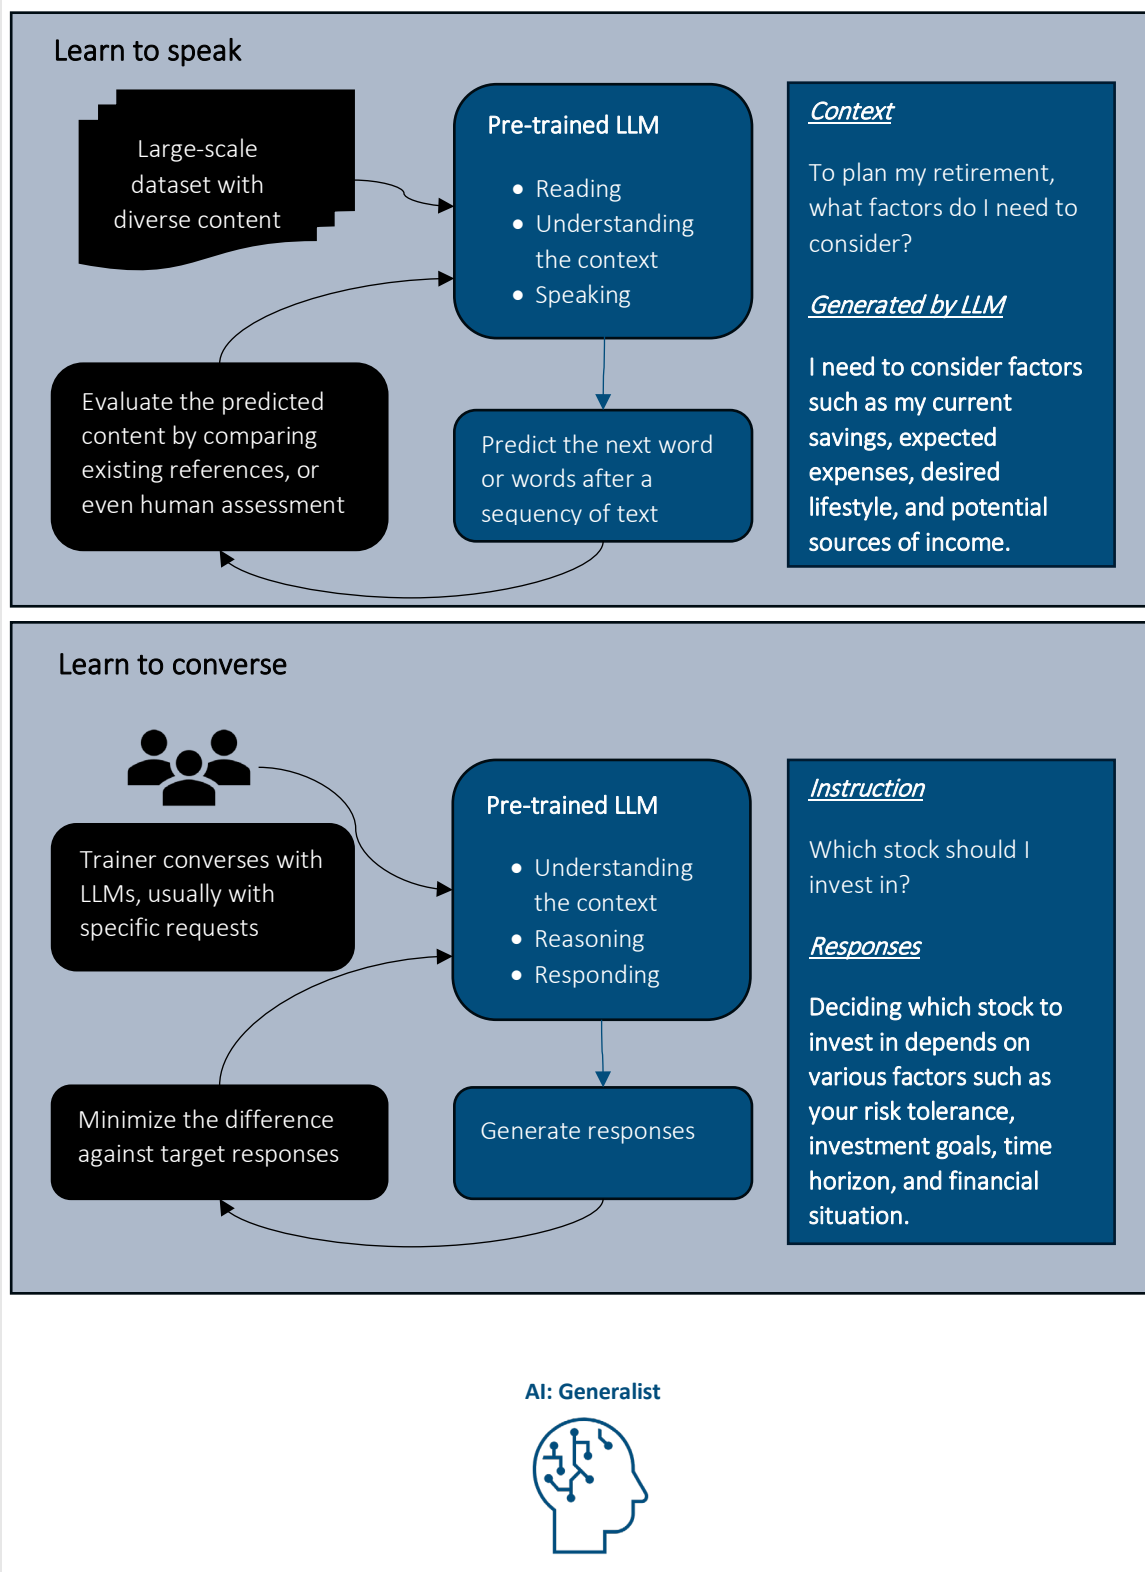 Learn to speak
Large-scale
dataset with
diverse content
Pre-trained LLM
• Reading
• Understanding
the context
• Speaking
Evaluate the predicted
content by comparing
existing references, or
even human assessment
Predict the next word
or words after a
sequency of text
Context
To plan my retirement,
what factors do I need to
consider?
Generated by LLM
I need to consider factors
such as my current
savings, expected
expenses, desired
lifestyle, and potential
sources of income.
Learn to converse
Trainer converses with
LLMs, usually with
specific requests
Pre-trained LLM
• Understanding
the context
• Reasoning
• Responding
Minimize the difference
against target responses
Generate responses
Instruction
Which stock should I
invest in?
Responses
Deciding which stock to
invest in depends on
various factors such as
your risk tolerance,
investment goals, time
horizon, and financial
situation.
AI: Generalist